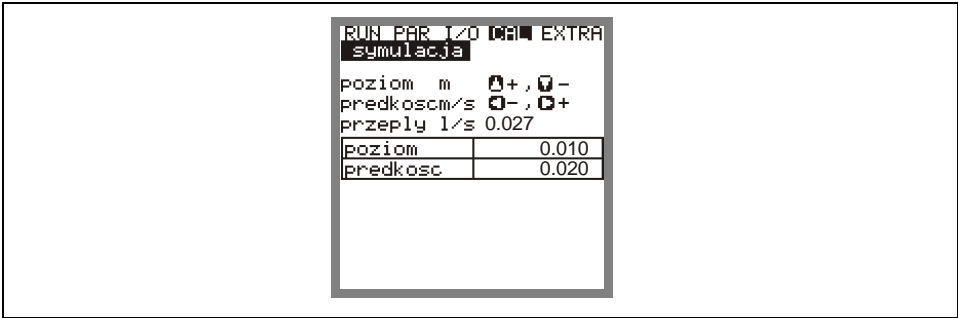 RUN PAR I/O CAL EXTRA
symulacja
poziom m + , -
predkoscm/s - , +
przeply l/s 0.027
poziom 0.010
predkosc 0.020